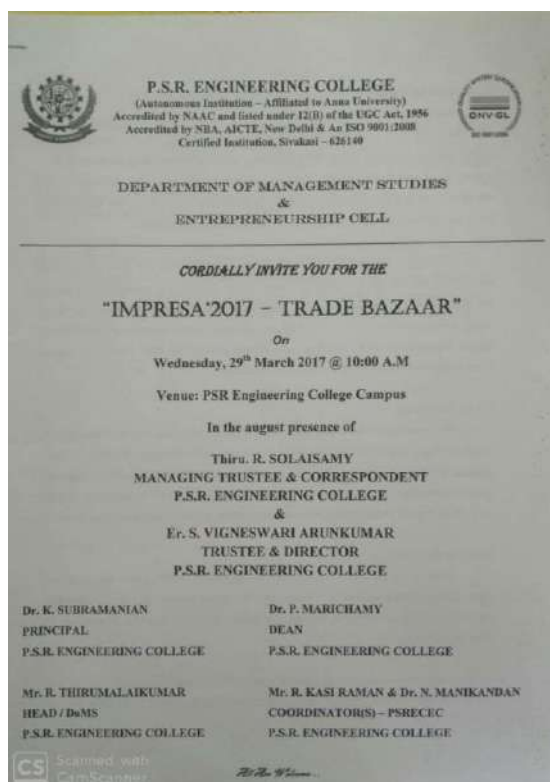 P.S.R. ENGINEERING COLLEGE
(Autonomous Institution – Affiliated to Anna University)
Accredited by NAAC and listed under 12(B) of the UGC Act, 1956
Accredited by NBA, AICTE, New Delhi & An ISO 9001:2008
Certified Institution, Sivakasi – 626140
DNV·GL
DEPARTMENT OF MANAGEMENT STUDIES
&
ENTREPRENEURSHIP CELL
CORDIALLY INVITE YOU FOR THE
"IMPRESA'2017 – TRADE BAZAAR"
On
Wednesday, 29th March 2017 @ 10:00 A.M
Venue: PSR Engineering College Campus
In the august presence of
Thiru. R. SOLAISAMY
MANAGING TRUSTEE & CORRESPONDENT
P.S.R. ENGINEERING COLLEGE
&
Er. S. VIGNESWARI ARUNKUMAR
TRUSTEE & DIRECTOR
P.S.R. ENGINEERING COLLEGE
Dr. K. SUBRAMANIAN
PRINCIPAL
P.S.R. ENGINEERING COLLEGE
Dr. P. MARICHAMY
DEAN
P.S.R. ENGINEERING COLLEGE
Mr. R. THIRUMALAIKUMAR
HEAD / DoMS
P.S.R. ENGINEERING COLLEGE
Mr. R. KASI RAMAN & Dr. N. MANIKANDAN
COORDINATOR(S) – PSRECEC
P.S.R. ENGINEERING COLLEGE
All Are Welcome...
CS Scanned with
CamScanner